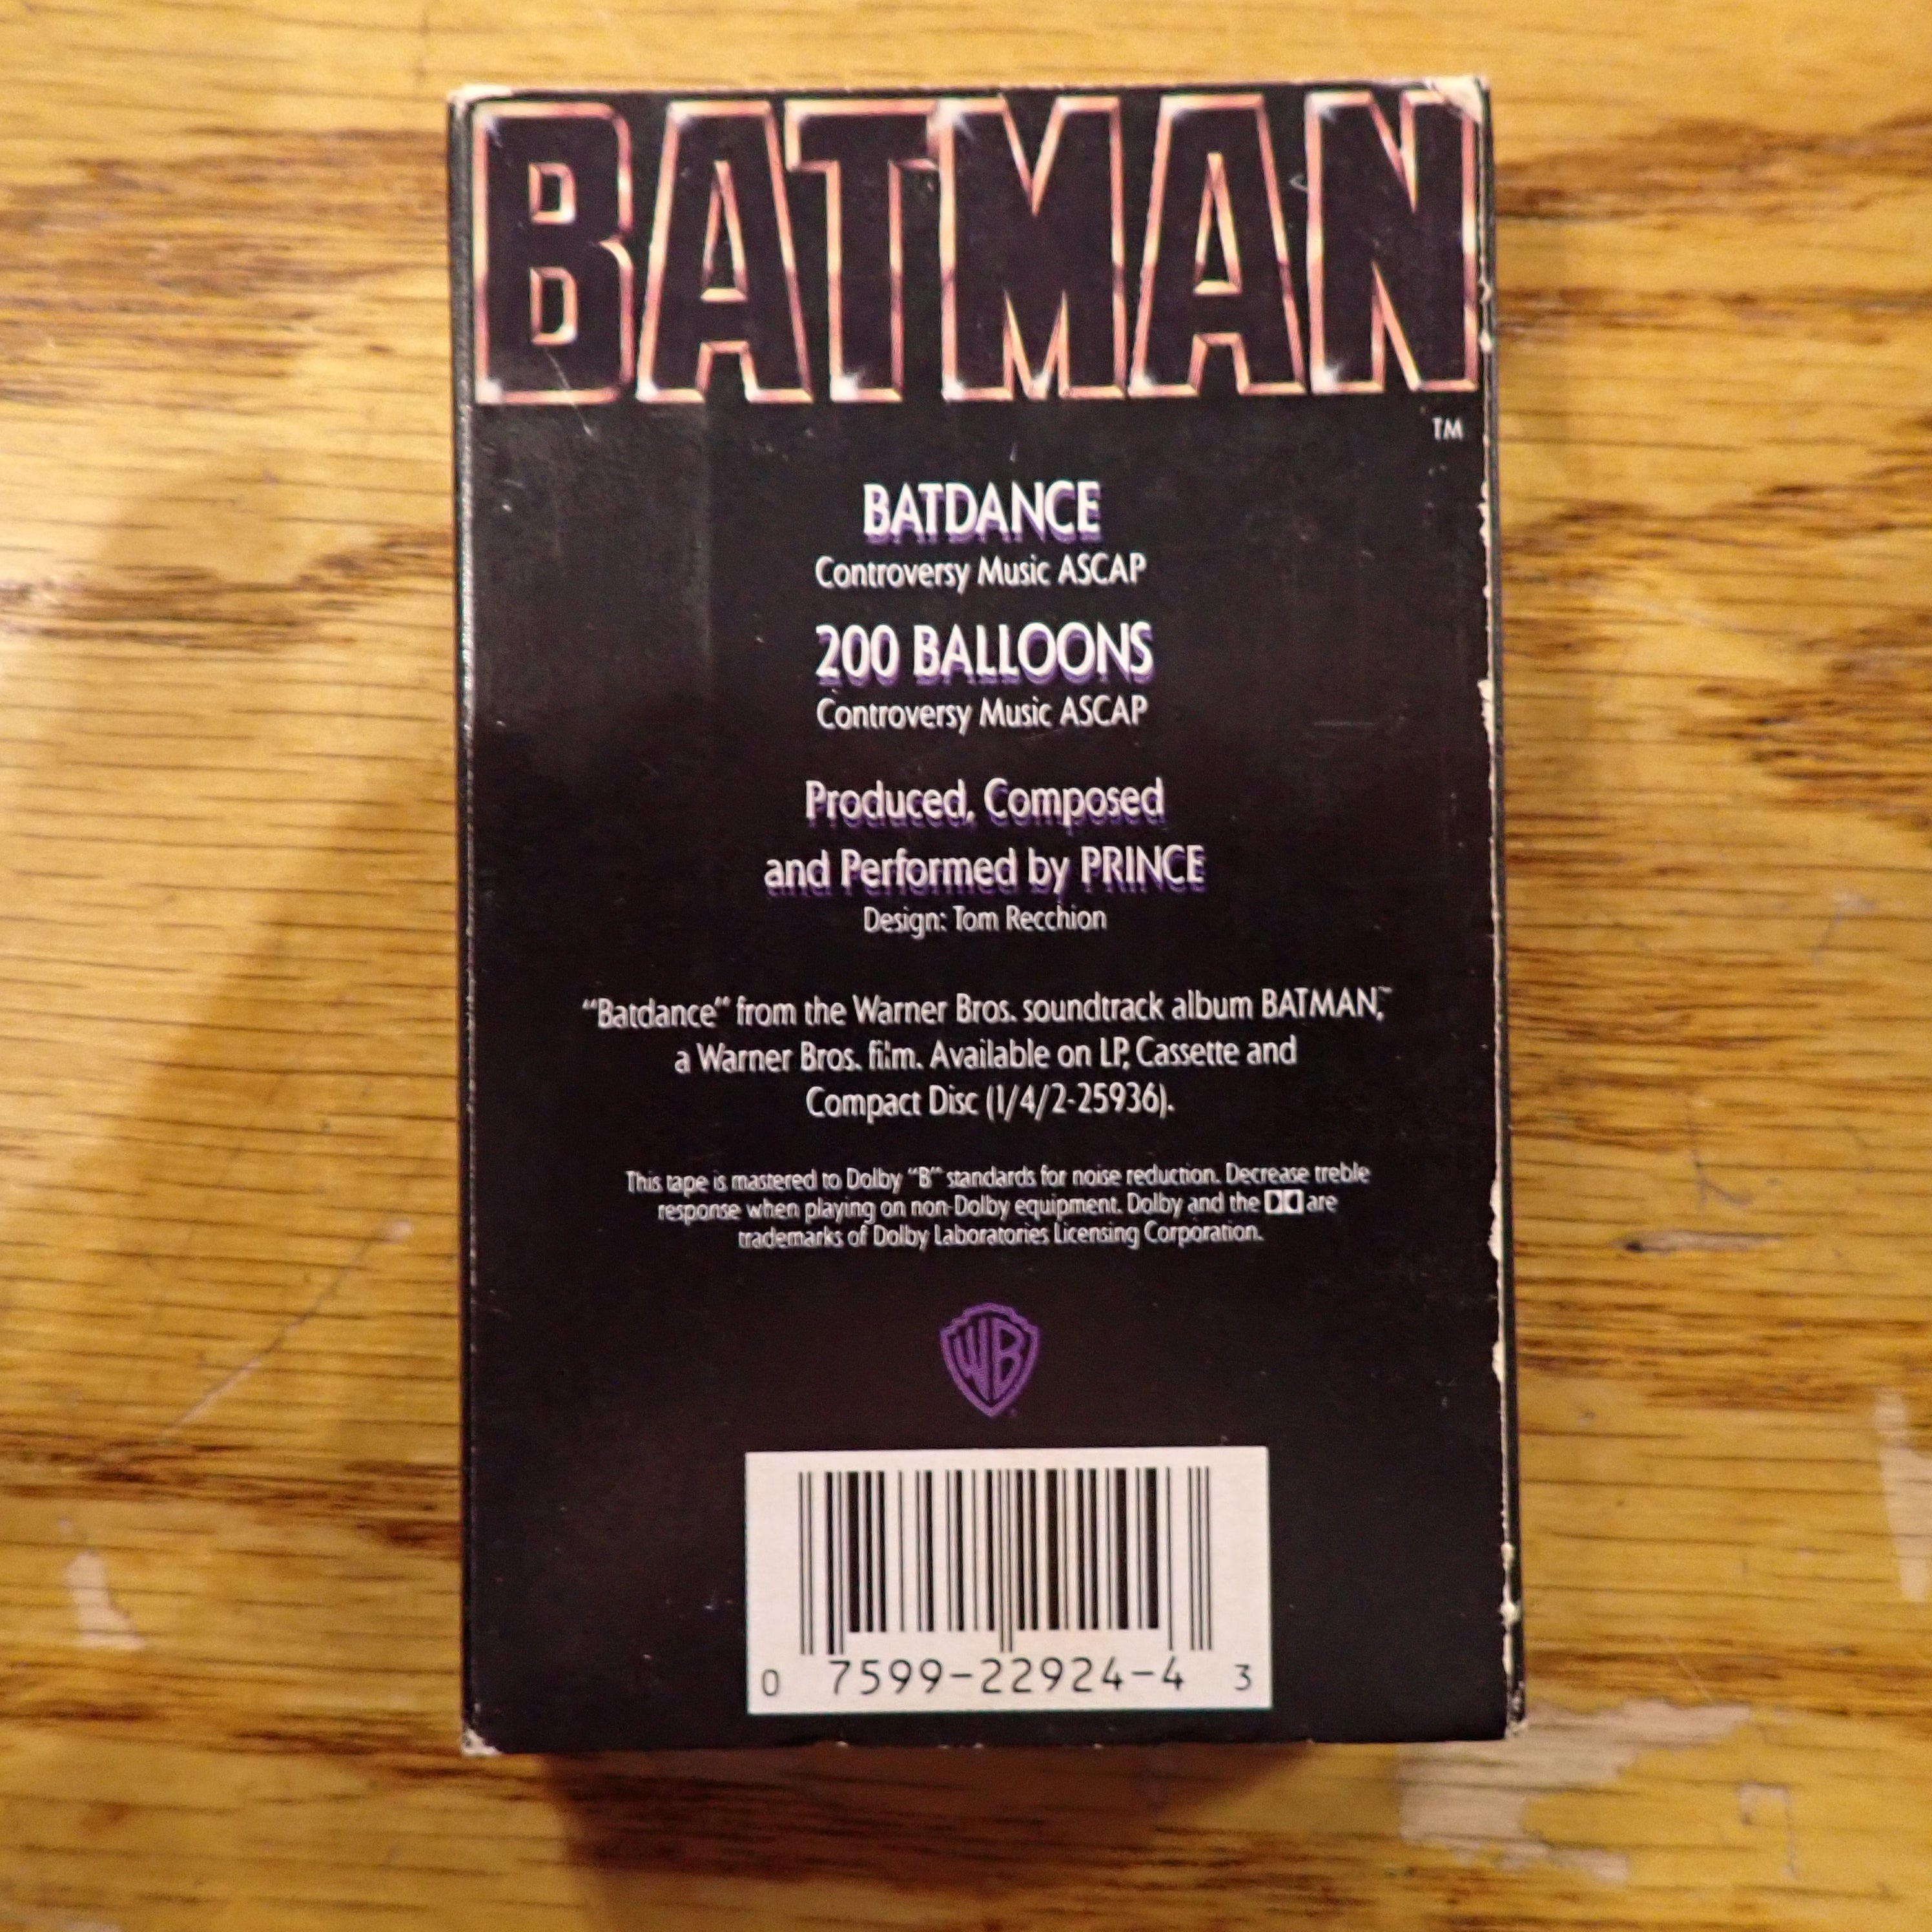 BATMAN
TM
BATDANCE
Controversy Music ASCAP
200 BALLOONS
Controversy Music ASCAP
Produced, Composed
and Performed by PRINCE
Design: Tom Recchion
“Batdance” from the Warner Bros. soundtrack album BATMAN,™
a Warner Bros. film. Available on LP, Cassette and
Compact Disc (1/4/2-25936).
This tape is mastered to Dolby “B” standards for noise reduction. Decrease treble
response when playing on non-Dolby equipment. Dolby and the are
trademarks of Dolby Laboratories Licensing Corporation.
WB
0 7599-22924-4 3